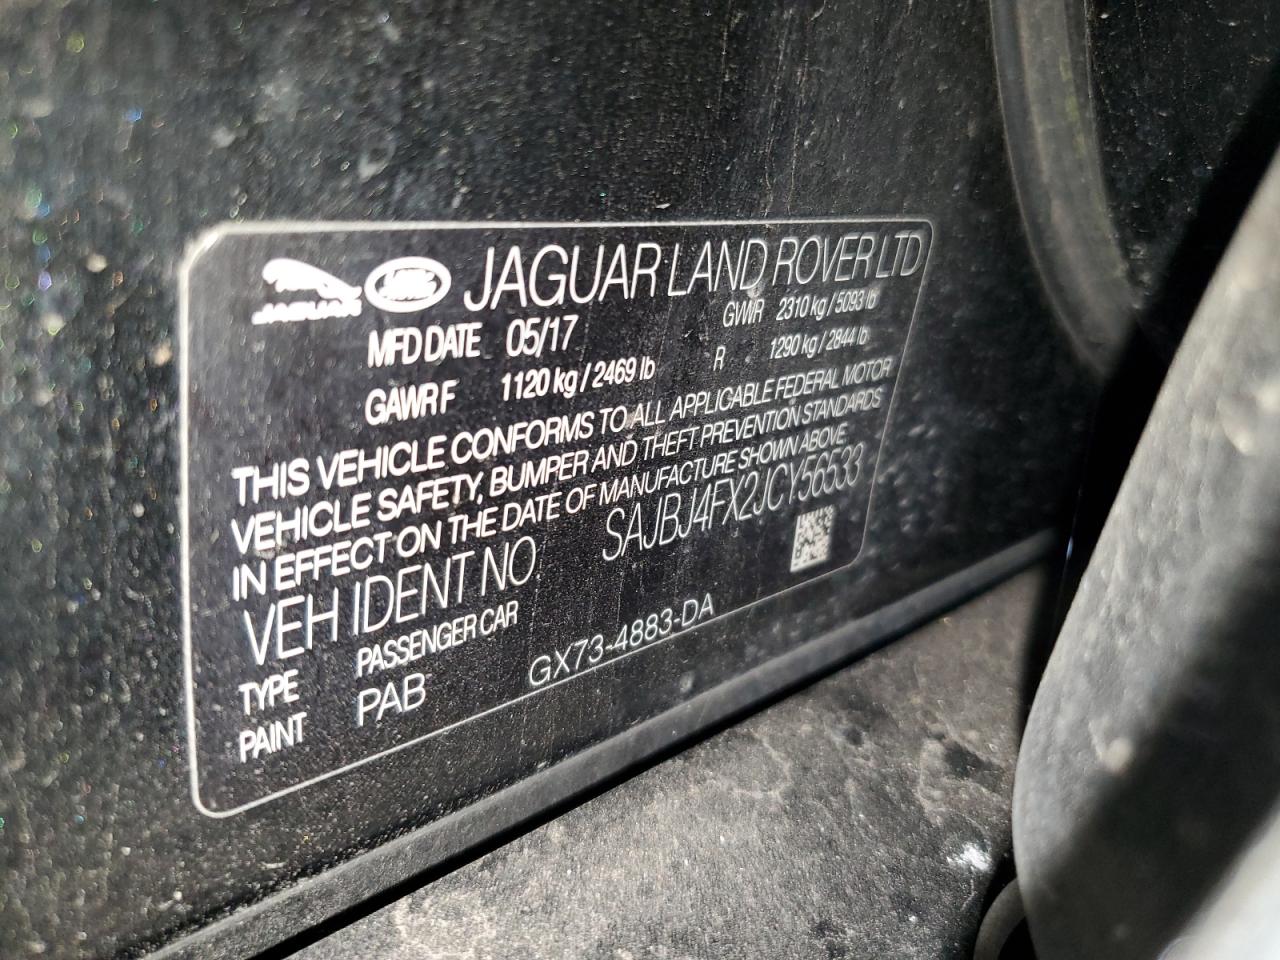 JAGUAR LAND ROVER LTD
JAGUAR
MFD DATE 05/17 GVWR 2310 kg / 5093 lb
GAWR F 1120 kg / 2469 lb R 1290 kg / 2844 lb
THIS VEHICLE CONFORMS TO ALL APPLICABLE FEDERAL MOTOR
VEHICLE SAFETY, BUMPER AND THEFT PREVENTION STANDARDS
IN EFFECT ON THE DATE OF MANUFACTURE SHOWN ABOVE
VEH IDENT NO. SAJBJ4FX2JCY56533
TYPE PASSENGER CAR
PAINT PAB GX73-4883-DA